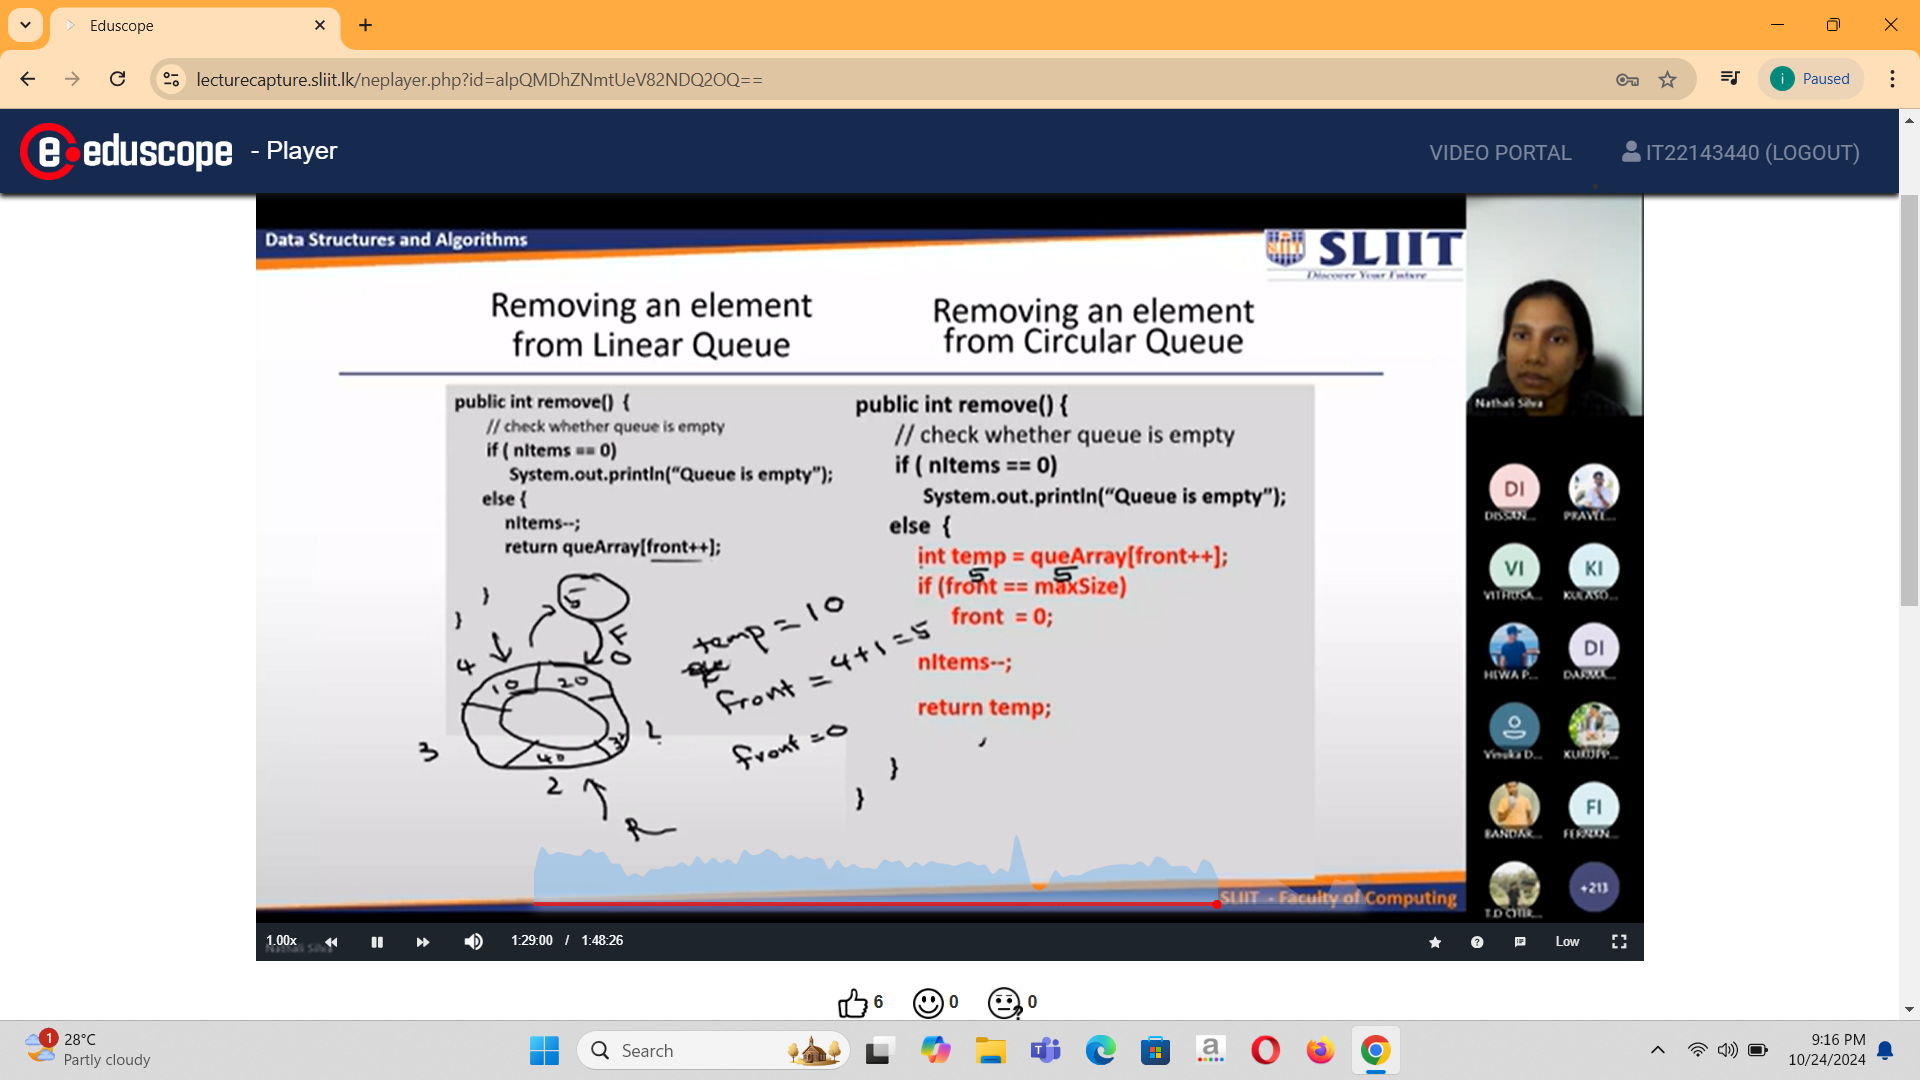 Eduscope
lecturecapture.sliit.lk/neplayer.php?id=alpQMDhZNmtUeV82NDQ2OQ==
i Paused
eduscope - Player
VIDEO PORTAL
IT22143440 (LOGOUT)
Data Structures and Algorithms
SLIIT
Discover Your Future
Removing an element
from Linear Queue
Removing an element
from Circular Queue
public int remove() {
// check whether queue is empty
if ( nItems == 0)
System.out.println(“Queue is empty”);
else {
nItems--;
return queArray[front++];
}
}
public int remove() {
// check whether queue is empty
if ( nItems == 0)
System.out.println(“Queue is empty”);
else {
int temp = queArray[front++];
5 5
if (front == maxSize)
front = 0;
nItems--;
return temp;
}
}
5
F
0
4
10 20
3
1
40
2
R
temp = 10
front = 4+1=5
front =0
Nathali Silva
DI
DISSAN...
PRAVEE...
VI
VITHUSA...
KI
KULASO...
HEWA P...
DI
DARMA...
Vinuka D...
KURUPP...
BANDAR...
FI
FERNAN...
T.D CHIR...
+213
SLIIT - Faculty of Computing
1.00x
1:29:00 / 1:48:26
Low
Nathali Silva
6
0
0
1
28°C
Partly cloudy
Search
9:16 PM
10/24/2024